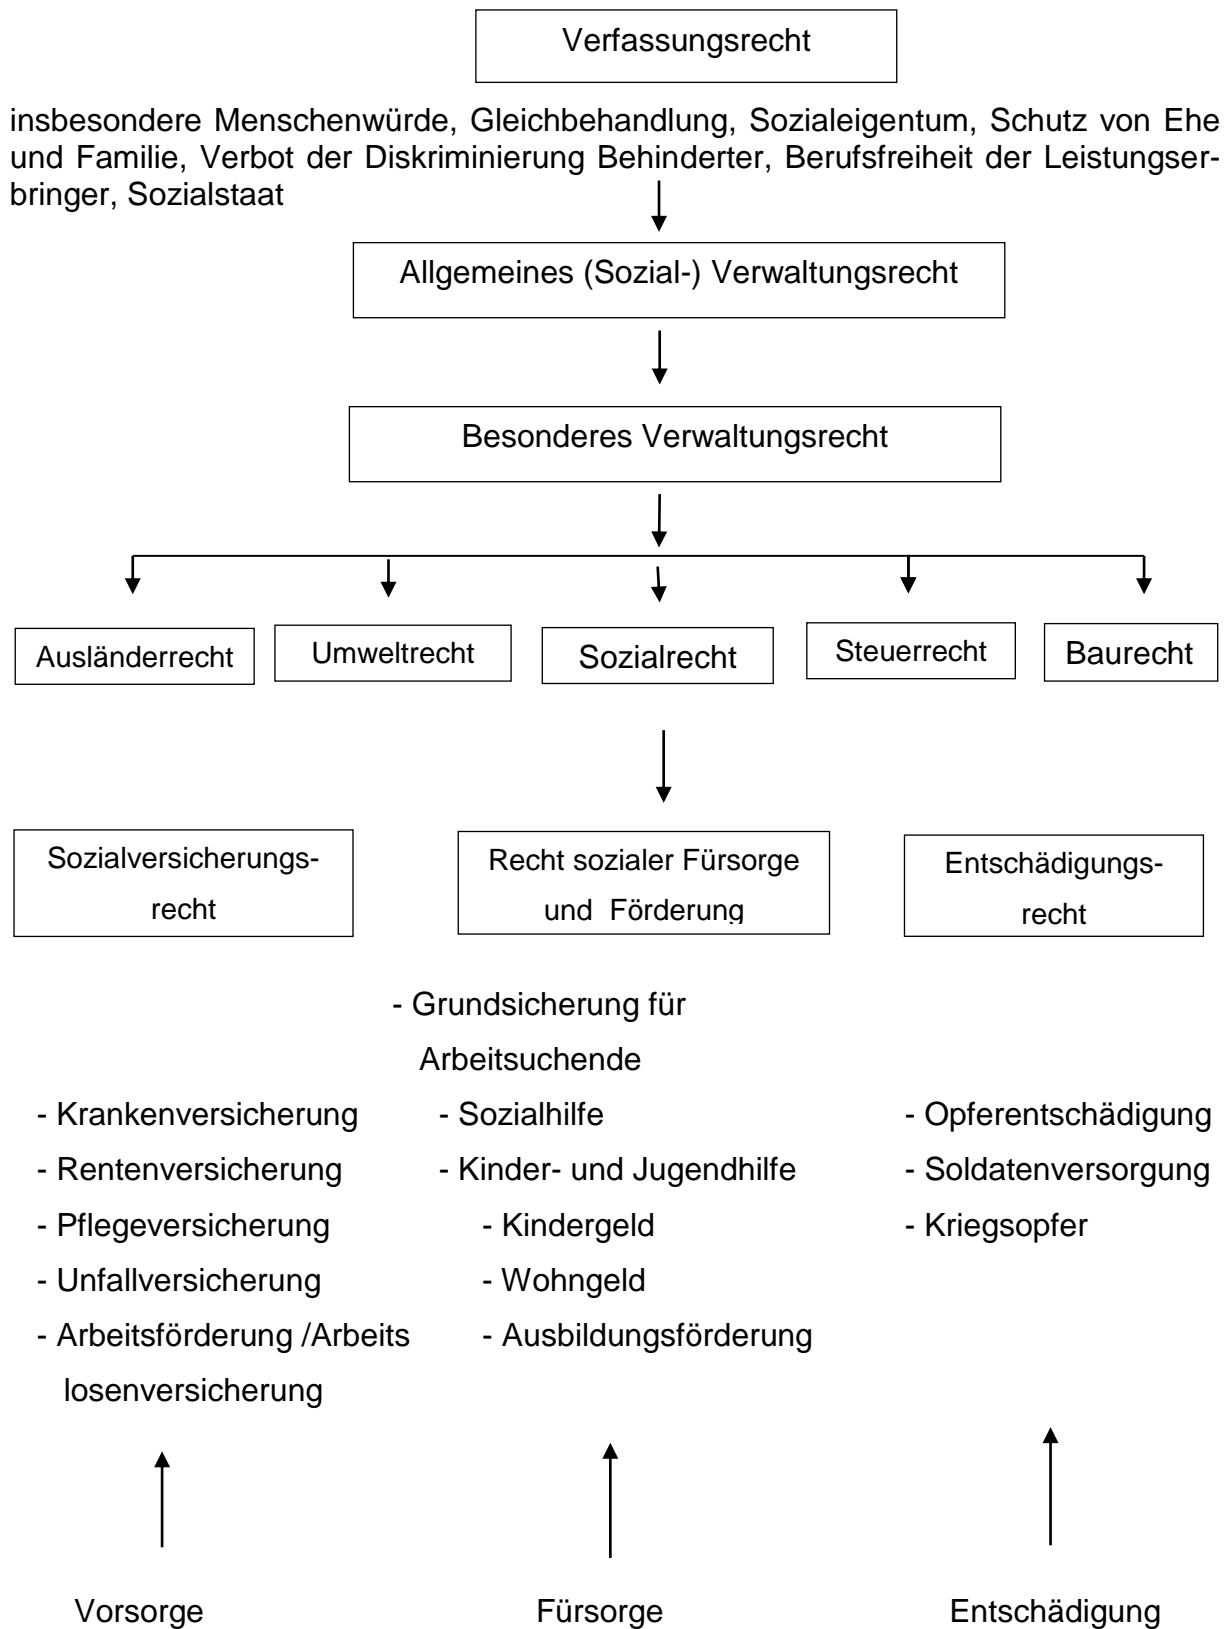 Verfassungsrecht
insbesondere Menschenwürde, Gleichbehandlung, Sozialeigentum, Schutz von Ehe
und Familie, Verbot der Diskriminierung Behinderter, Berufsfreiheit der Leistungser-
bringer, Sozialstaat
Allgemeines (Sozial-) Verwaltungsrecht
Besonderes Verwaltungsrecht
Ausländerrecht
Umweltrecht
Sozialrecht
Steuerrecht
Baurecht
Sozialversicherungs-
recht
Recht sozialer Fürsorge
und Förderung
Entschädigungs-
recht
- Krankenversicherung
- Rentenversicherung
- Pflegeversicherung
- Unfallversicherung
- Arbeitsförderung /Arbeits
losenversicherung
- Grundsicherung für
Arbeitsuchende
- Sozialhilfe
- Kinder- und Jugendhilfe
- Kindergeld
- Wohngeld
- Ausbildungsförderung
- Opferentschädigung
- Soldatenversorgung
- Kriegsopfer
Vorsorge
Fürsorge
Entschädigung